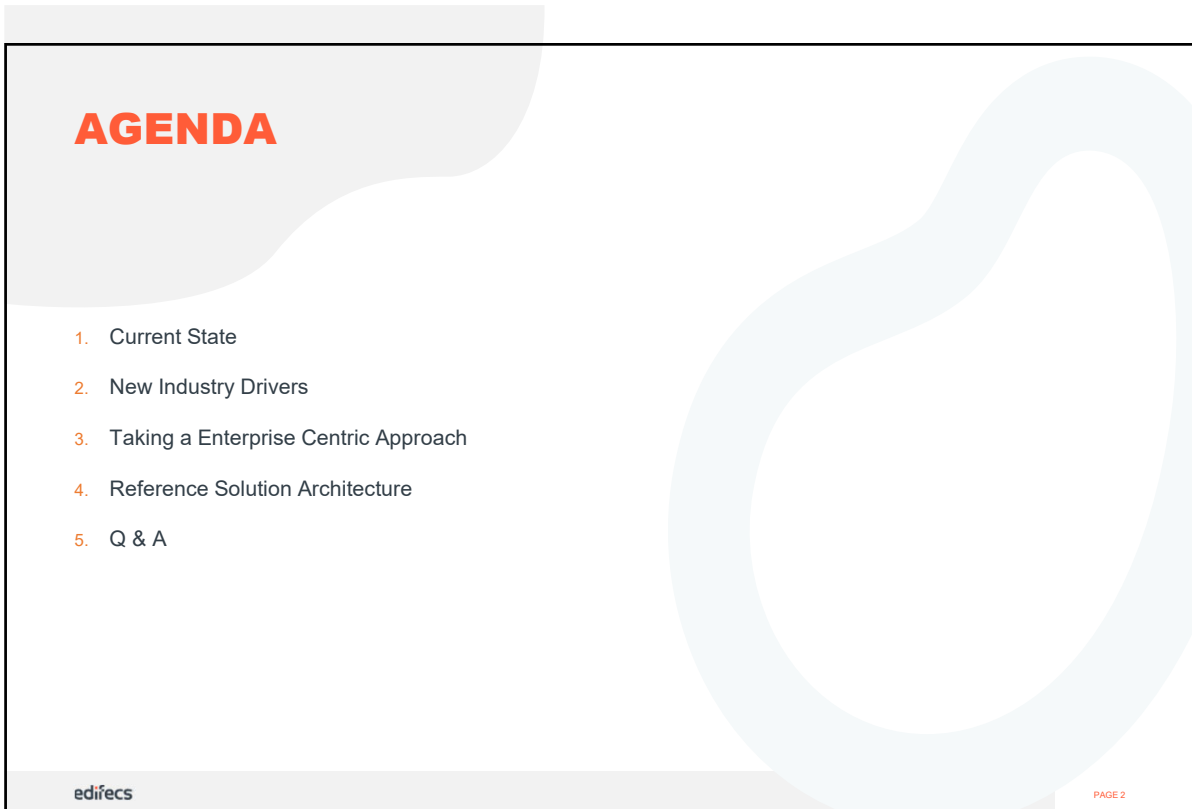 AGENDA
1. Current State
2. New Industry Drivers
3. Taking a Enterprise Centric Approach
4. Reference Solution Architecture
5. Q & A
edifecs
PAGE 2